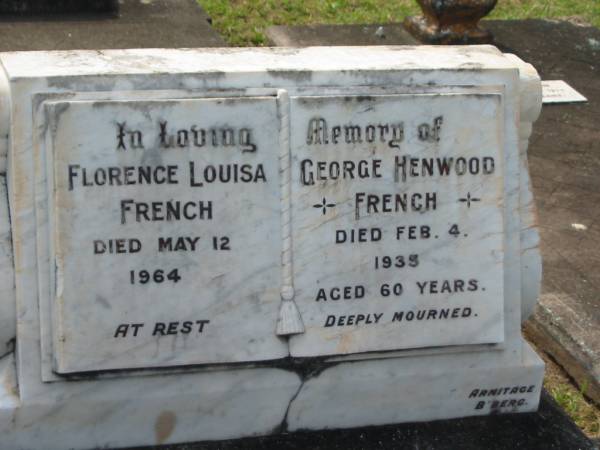 In Loving Memory of
FLORENCE LOUISA
FRENCH
DIED MAY 12
1964
AT REST
GEORGE HENWOOD
FRENCH
DIED FEB. 4.
1935
AGED 60 YEARS.
DEEPLY MOURNED.
ARMITAGE
B'BERG.